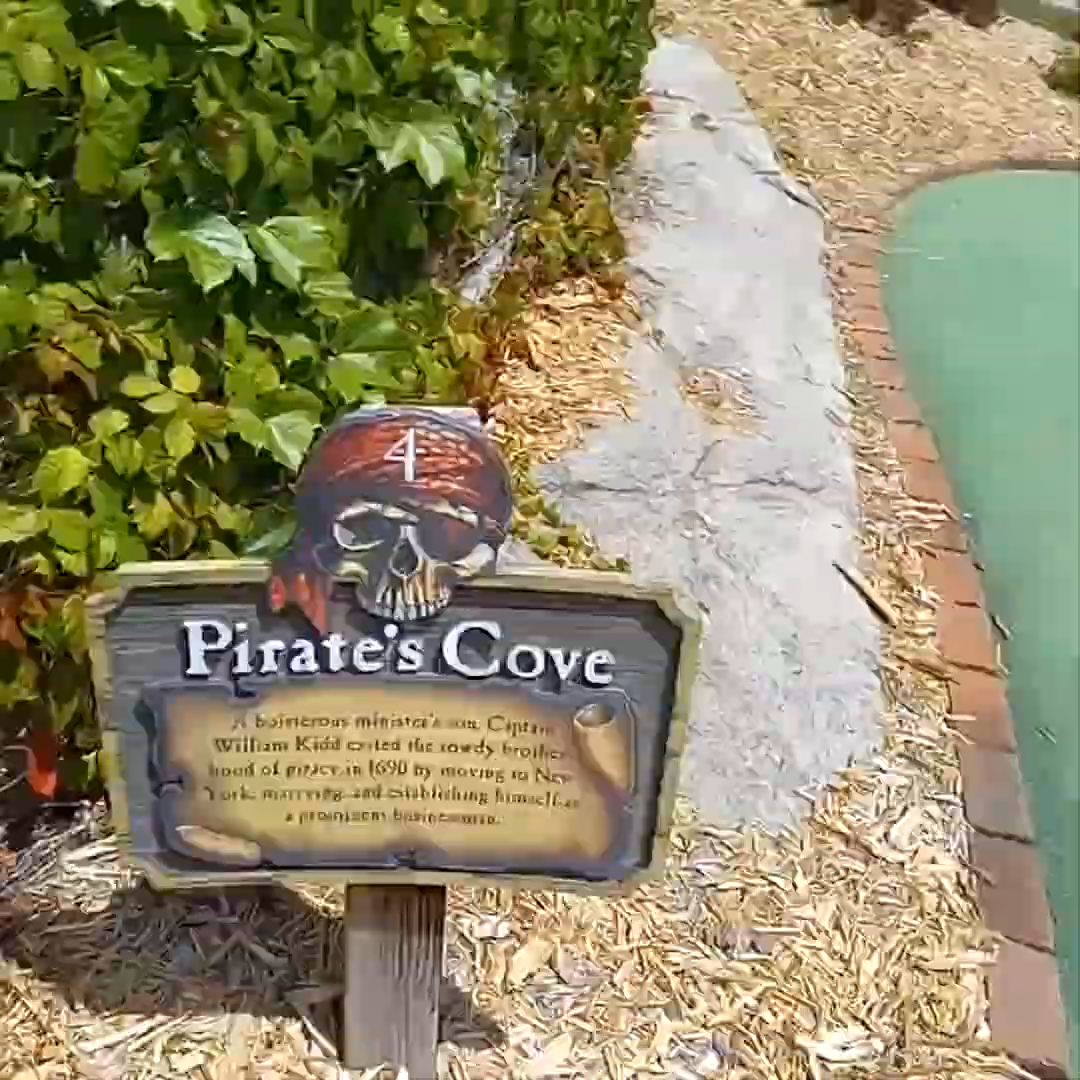 4
Pirate's Cove
A boisterous minister's son, Captain
William Kidd exited the rowdy brother-
hood of piracy in 1690 by moving to New
York, marrying, and establishing himself as
a prominent businessman.